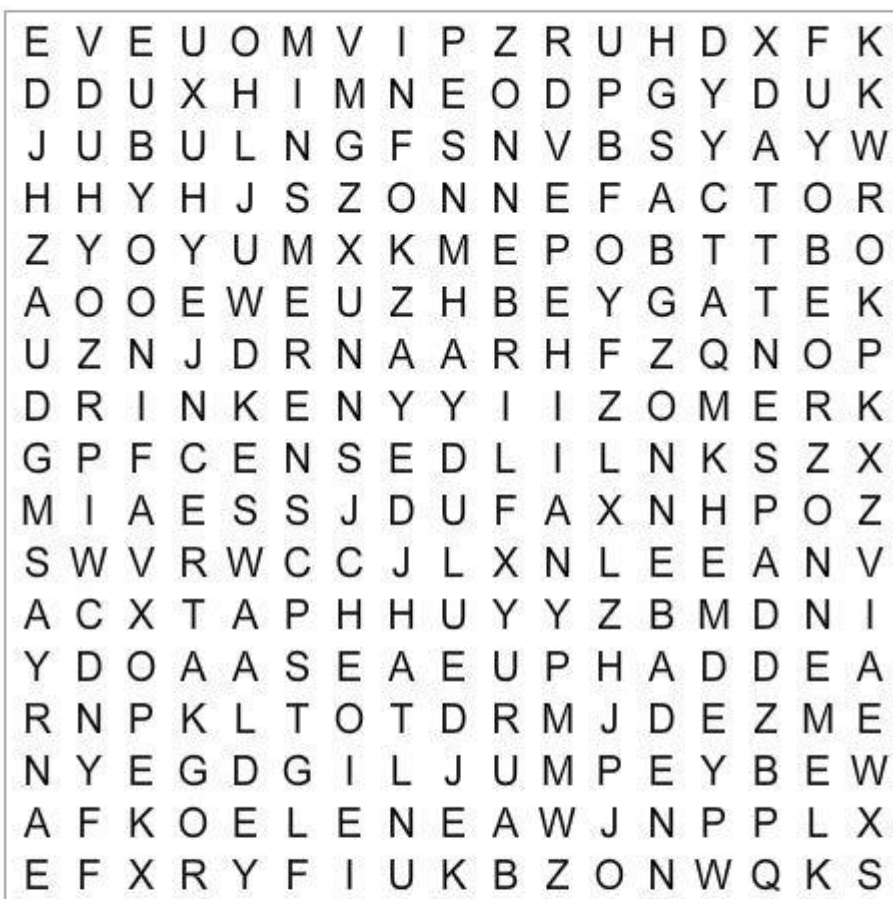 E V E U O M V I P Z R U H D X F K
D D U X H I M N E O D P G Y D U K
J U B U L N G F S N V B S Y A Y W
H H Y H J S Z O N N E F A C T O R
Z Y O Y U M X K M E P O B T T B O
A O O E W E U Z H B E Y G A T E K
U Z N J D R N A A R H F Z Q N O P
D R I N K E N Y Y I I Z O M E R K
G P F C E N S E D L I L N K S Z X
M I A E S S J D U F A X N H P O Z
S W V R W C C J L X N L E E A N V
A C X T A P H H U Y Y Z B M D N I
Y D O A A S E A E U P H A D D E A
R N P K L T O T D R M J D E Z M E
N Y E G D G I L J U M P E Y B E W
A F K O E L E N E A W J N P P L X
E F X R Y F I U K B Z O N W Q K S